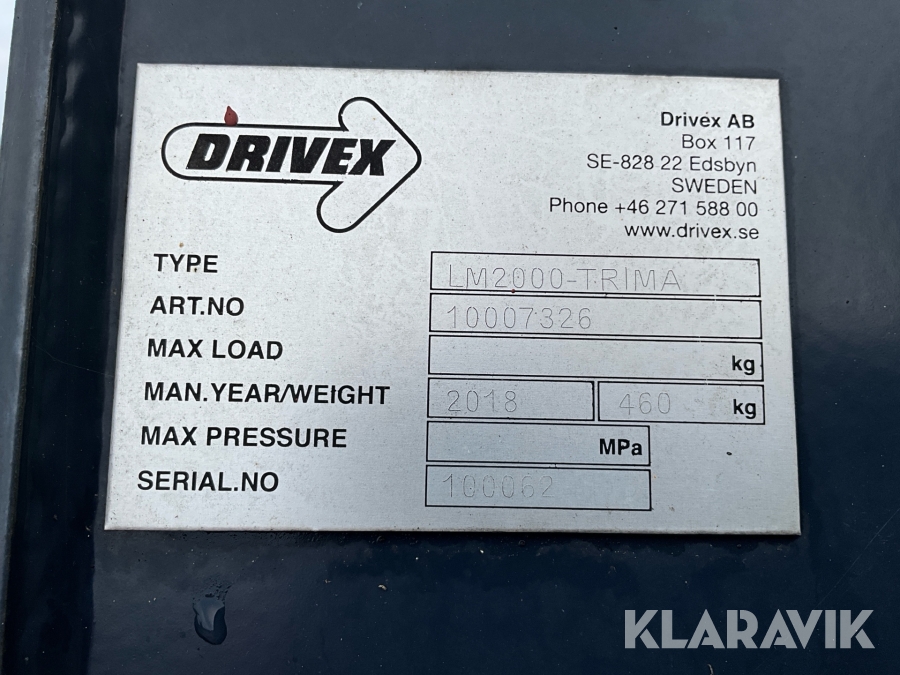 DRIVEX
Drivex AB
Box 117
SE-828 22 Edsbyn
SWEDEN
Phone +46 271 588 00
www.drivex.se
TYPE LM2000-TRIMA
ART.NO 10007326
MAX LOAD kg
MAN.YEAR/WEIGHT 2018 460 kg
MAX PRESSURE MPa
SERIAL.NO 100062
KLARAVIK